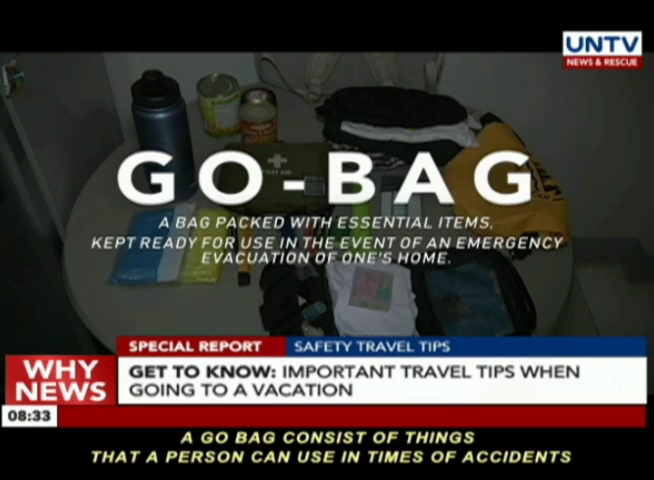 UNTV
NEWS & RESCUE
GO-BAG
FIRST AID
A BAG PACKED WITH ESSENTIAL ITEMS,
KEPT READY FOR USE IN THE EVENT OF AN EMERGENCY
EVACUATION OF ONE'S HOME.
SPECIAL REPORT SAFETY TRAVEL TIPS
WHY
NEWS
GET TO KNOW: IMPORTANT TRAVEL TIPS WHEN
GOING TO A VACATION
08:33
A GO BAG CONSIST OF THINGS
THAT A PERSON CAN USE IN TIMES OF ACCIDENTS